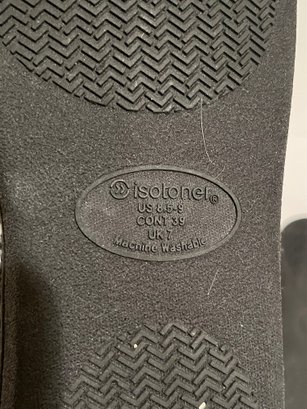 isotoner®
US 8.5-9
CONT 39
UK 7
Machine Washable